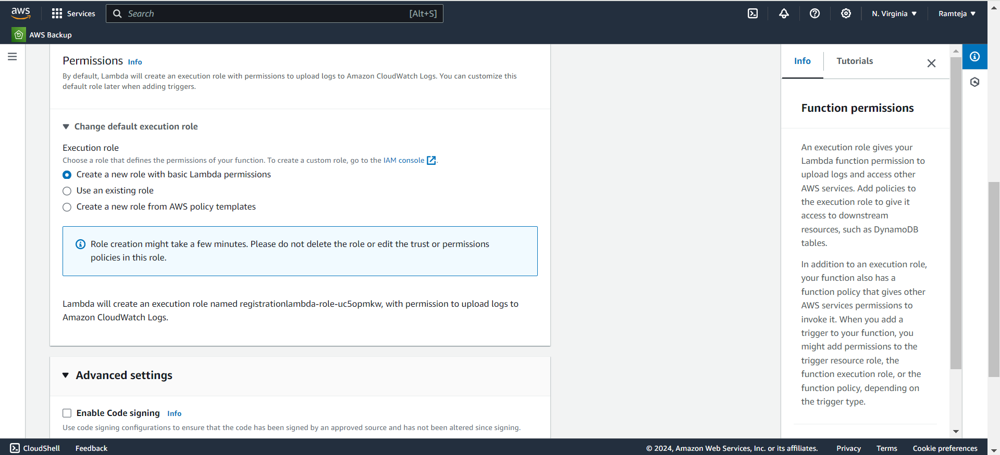 aws
Services
Search
[Alt+S]
N. Virginia
Ramteja
AWS Backup
Permissions Info
By default, Lambda will create an execution role with permissions to upload logs to Amazon CloudWatch Logs. You can customize this
default role later when adding triggers.
Change default execution role
Execution role
Choose a role that defines the permissions of your function. To create a custom role, go to the IAM console.
Create a new role with basic Lambda permissions
Use an existing role
Create a new role from AWS policy templates
Role creation might take a few minutes. Please do not delete the role or edit the trust or permissions
policies in this role.
Lambda will create an execution role named registrationlambda-role-uc5opmkw, with permission to upload logs to
Amazon CloudWatch Logs.
Advanced settings
Enable Code signing Info
Use code signing configurations to ensure that the code has been signed by an approved source and has not been altered since signing.
Info
Tutorials
Function permissions
An execution role gives your
Lambda function permission to
upload logs and access other
AWS services. Add policies to
the execution role to give it
access to downstream
resources, such as DynamoDB
tables.
In addition to an execution role,
your function also has a
function policy that gives other
AWS services permissions to
invoke it. When you add a
trigger to your function, you
might add permissions to the
trigger resource role, the
function execution role, or the
function policy, depending on
the trigger type.
CloudShell
Feedback
© 2024, Amazon Web Services, Inc. or its affiliates.
Privacy
Terms
Cookie preferences